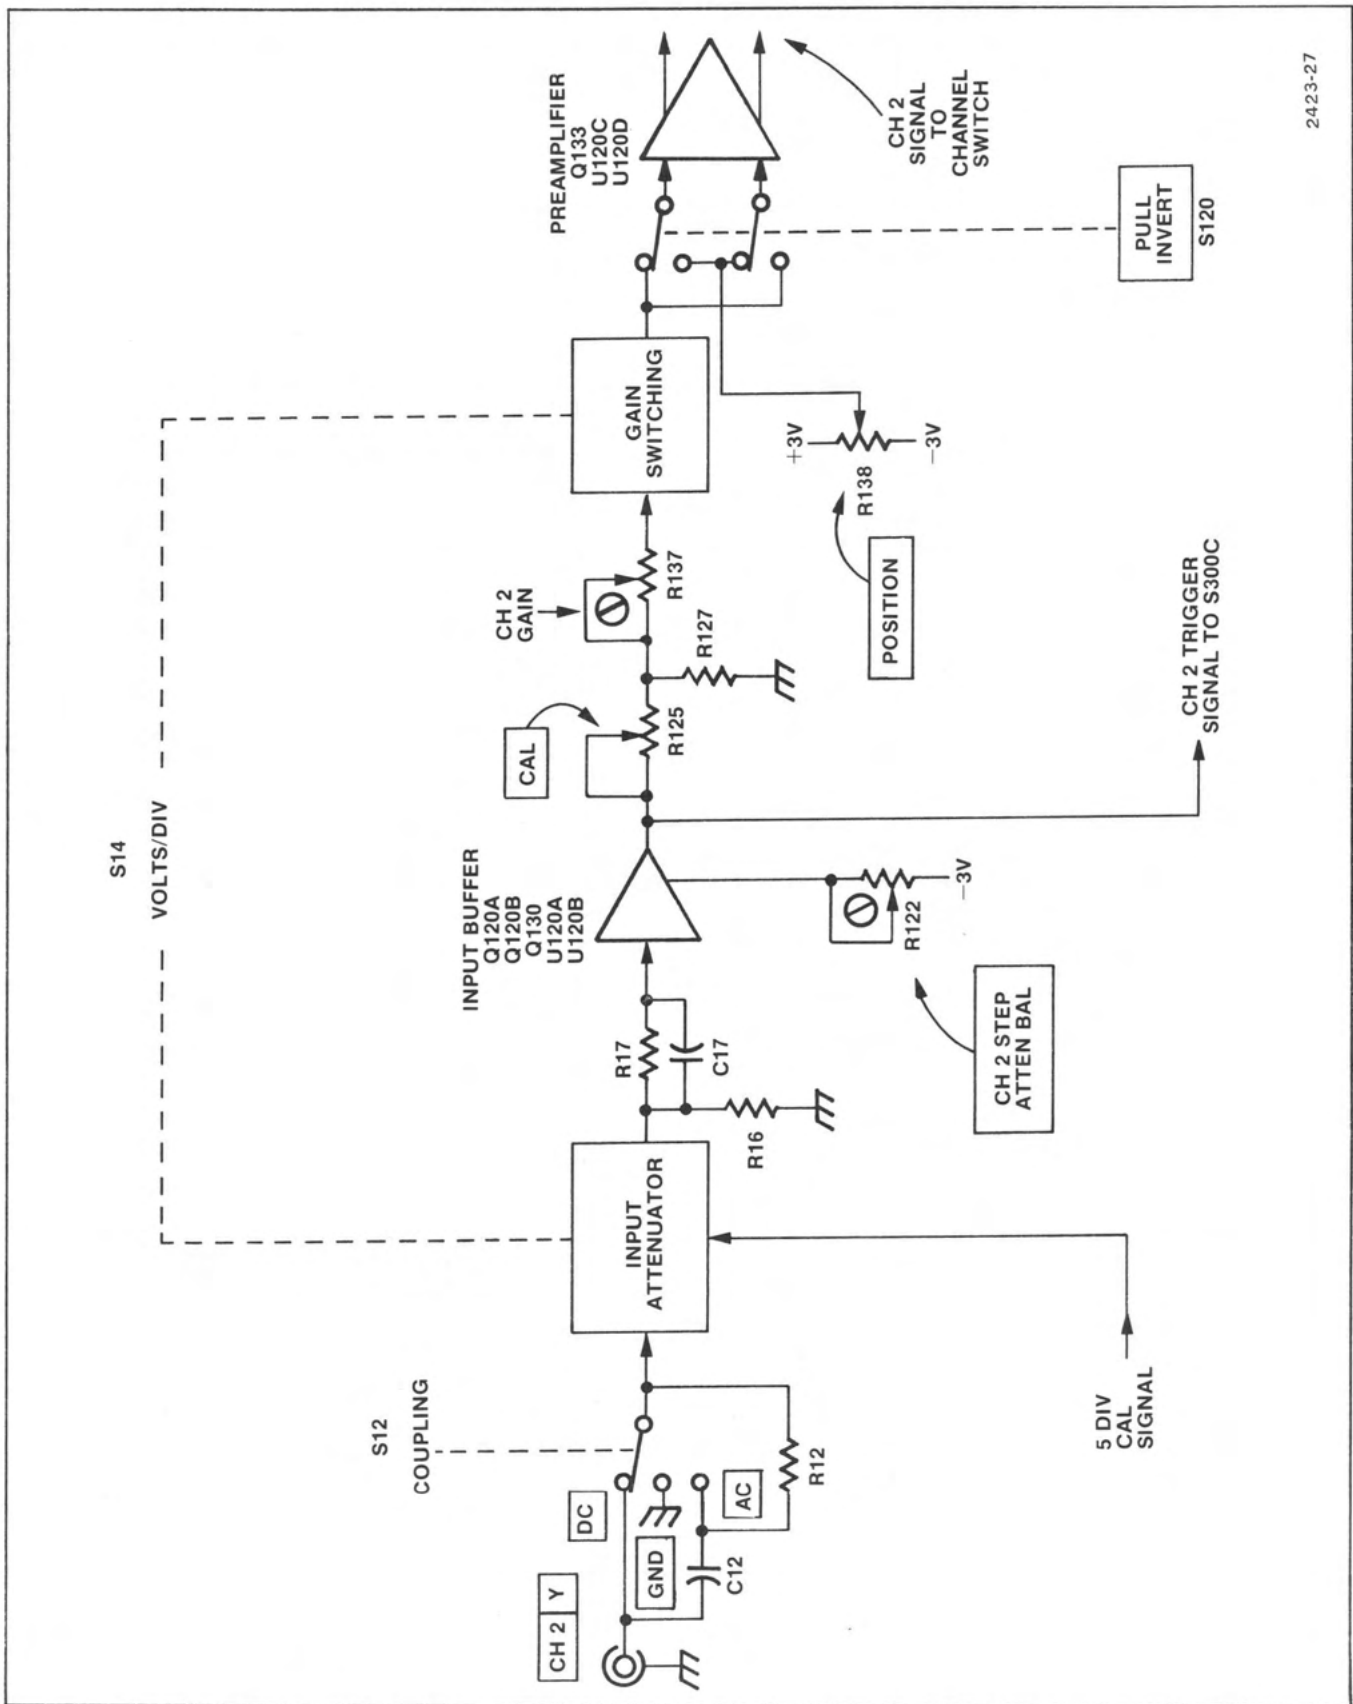 S14
VOLTS/DIV
S12
COUPLING
CH 2
Y
DC
GND
AC
C12
R12
INPUT
ATTENUATOR
5 DIV
CAL
SIGNAL
R16
R17
C17
INPUT BUFFER
Q120A
Q120B
Q130
U120A
U120B
R122
-3V
CH 2 STEP
ATTEN BAL
CAL
R125
R127
CH 2
GAIN
R137
CH 2 TRIGGER
SIGNAL TO S300C
GAIN
SWITCHING
+3V
R138
-3V
POSITION
PREAMPLIFIER
Q133
U120C
U120D
CH 2
SIGNAL
TO
CHANNEL
SWITCH
PULL
INVERT
S120
2423-27